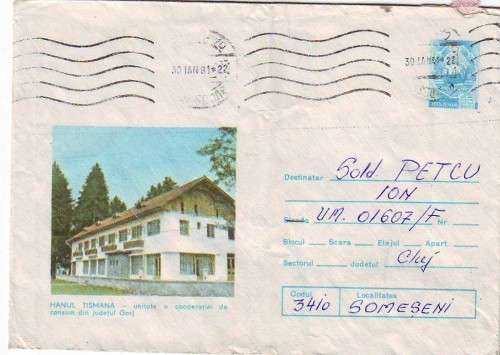 30 IAN 81 * 22
30 IAN 81 * 22
Destinatar Sold. PETCU
ION
Strada UM. 01607/F Nr.
Blocul Scara Etajul Apart.
Sectorul Județul Cluj
Codul Localitatea
3410 SOMEȘENI
HANUL TISMANA – unitate a cooperației de
consum din județul Gorj